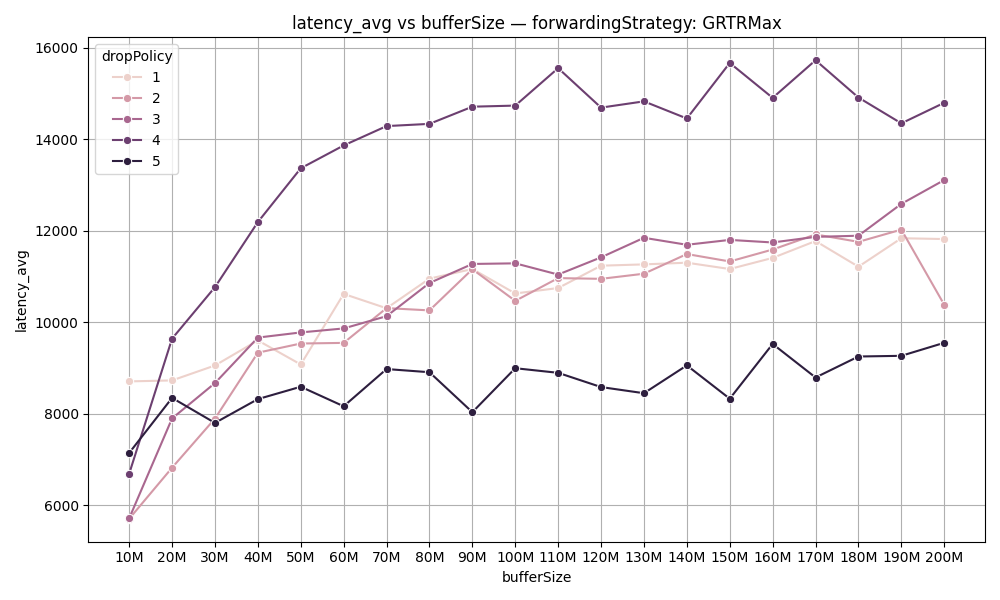 latency_avg vs bufferSize — forwardingStrategy: GRTRMax
dropPolicy
1
2
3
4
5
16000
14000
12000
10000
8000
6000
latency_avg
10M 20M 30M 40M 50M 60M 70M 80M 90M 100M 110M 120M 130M 140M 150M 160M 170M 180M 190M 200M
bufferSize